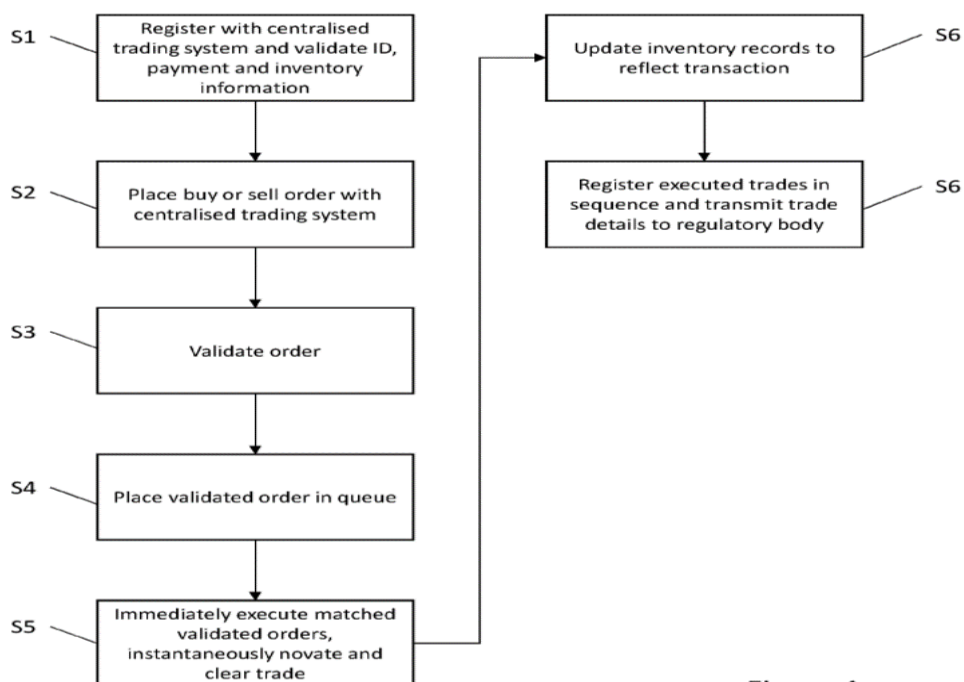 S1
Register with centralised
trading system and validate ID,
payment and inventory
information
S2
Place buy or sell order with
centralised trading system
S3
Validate order
S4
Place validated order in queue
S5
Immediately execute matched
validated orders,
instantaneously novate and
clear trade
Update inventory records to
reflect transaction
S6
Register executed trades in
sequence and transmit trade
details to regulatory body
S6